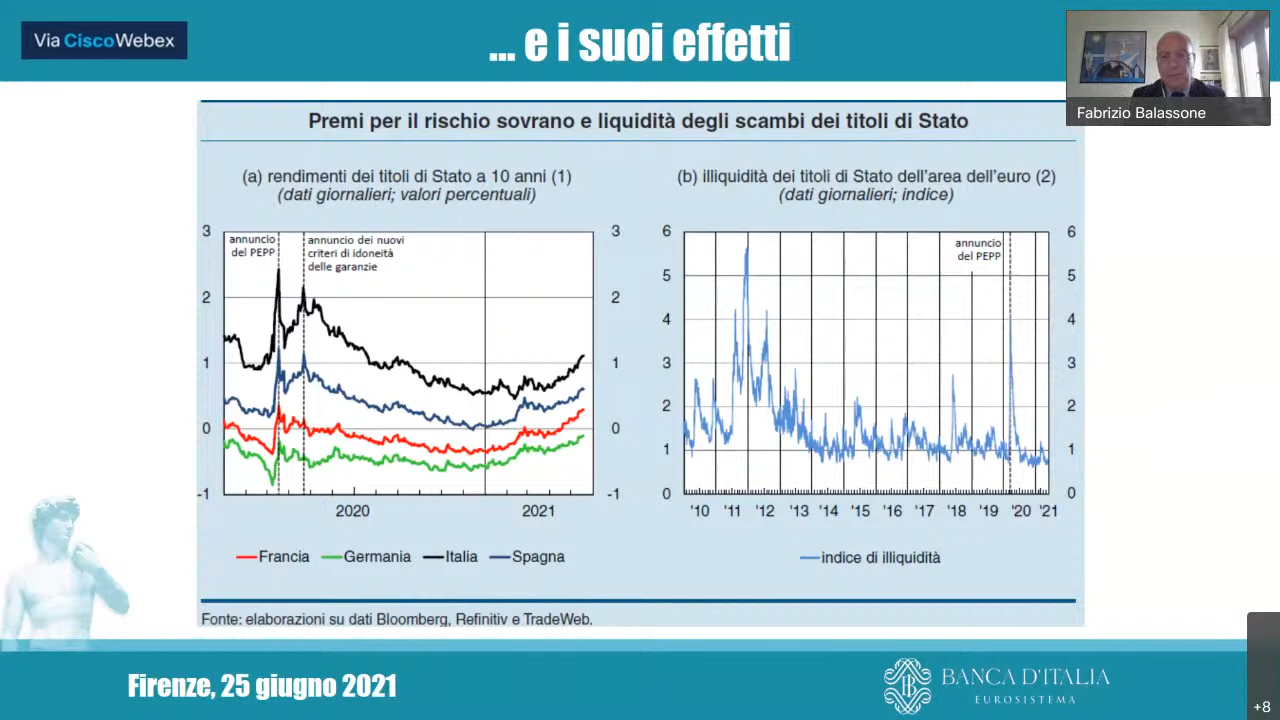 Via CiscoWebex
... e i suoi effetti
Fabrizio Balassone
Premi per il rischio sovrano e liquidità degli scambi dei titoli di Stato
(a) rendimenti dei titoli di Stato a 10 anni (1)
(dati giornalieri; valori percentuali)
3
2
1
0
-1
annuncio
del PEPP
annuncio dei nuovi
criteri di idoneità
delle garanzie
3
2
1
0
-1
2020 2021
Francia Germania Italia Spagna
(b) illiquidità dei titoli di Stato dell'area dell'euro (2)
(dati giornalieri; indice)
6
5
4
3
2
1
0
annuncio
del PEPP
6
5
4
3
2
1
0
'10 '11 '12 '13 '14 '15 '16 '17 '18 '19 '20 '21
indice di illiquidità
Fonte: elaborazioni su dati Bloomberg, Refinitiv e TradeWeb.
Firenze, 25 giugno 2021
BANCA D'ITALIA
EUROSISTEMA
+8